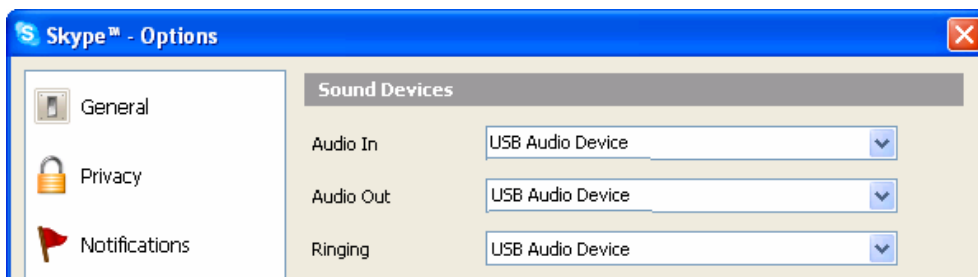 Skype™ - Options
General
Privacy
Notifications
Sound Devices
Audio In USB Audio Device
Audio Out USB Audio Device
Ringing USB Audio Device